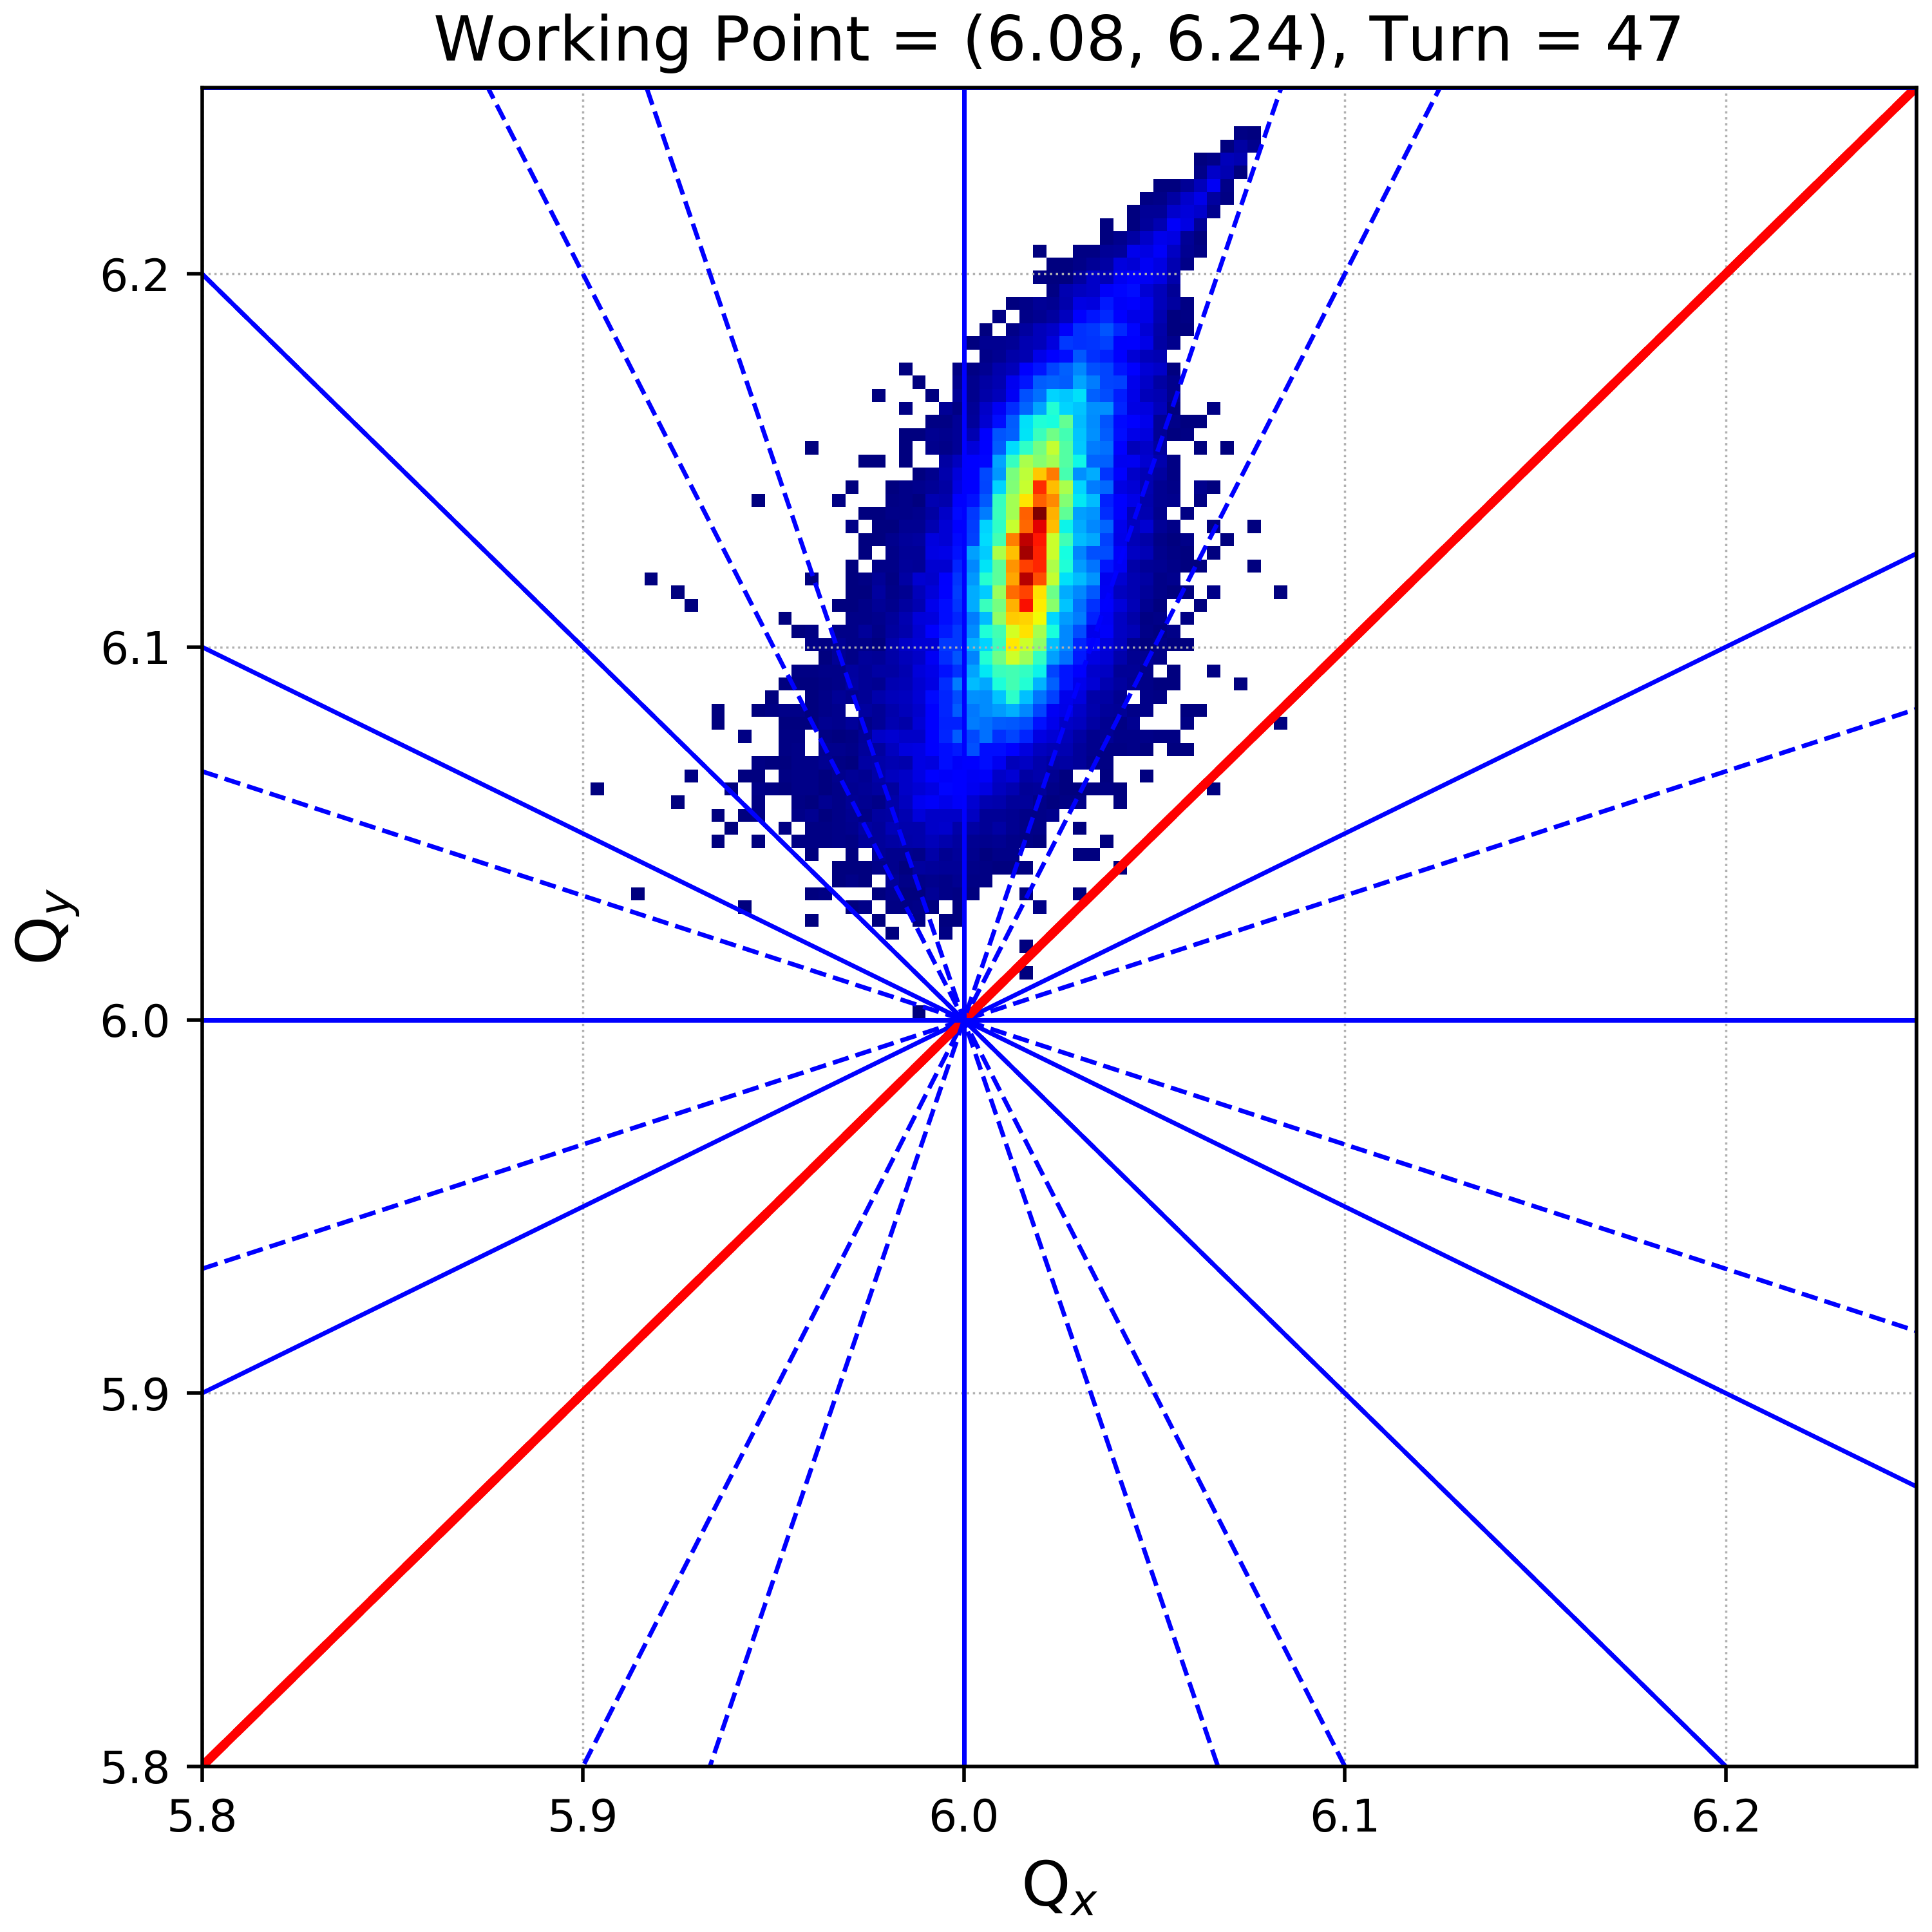 Working Point = (6.08, 6.24), Turn = 47
6.2
6.1
6.0
5.9
5.8
Qy
5.8 5.9 6.0 6.1 6.2
Qx